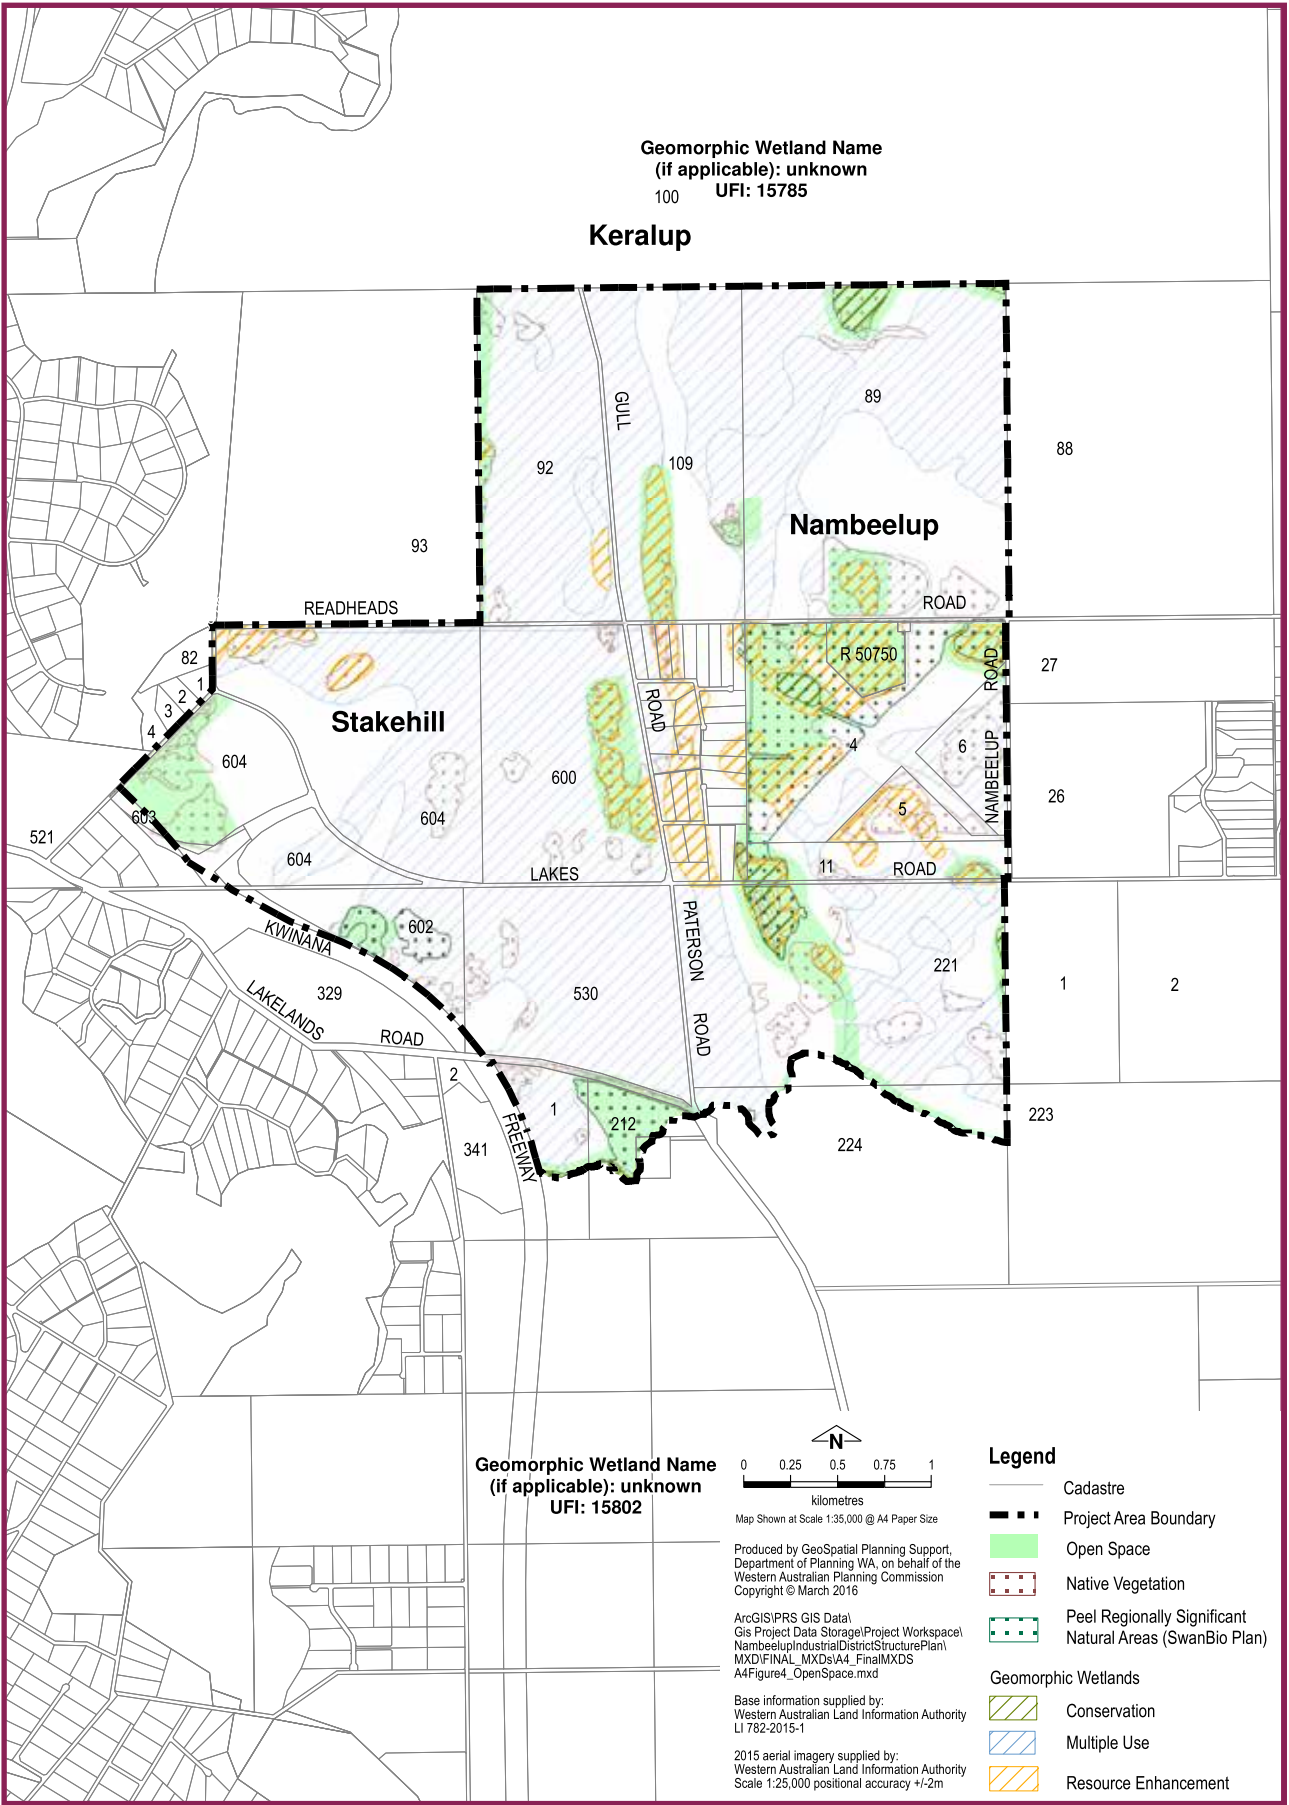 Geomorphic Wetland Name
(if applicable): unknown
UFI: 15785
100
Keralup
GULL
89
109
88
92
Nambeelup
93
READHEADS
ROAD
R 50750
82
27
ROAD
1
2
3
4
ROAD
Stakehill
4
6
NAMBEELUP
604
600
26
5
603
604
521
604
11
ROAD
LAKES
602
KWINANA
PATERSON
221
329
530
1
2
LAKELANDS
ROAD
ROAD
2
1
212
FREEWAY
223
224
341
Geomorphic Wetland Name
(if applicable): unknown
UFI: 15802
N
0 0.25 0.5 0.75 1
kilometres
Map Shown at Scale 1:35,000 @ A4 Paper Size
Produced by GeoSpatial Planning Support,
Department of Planning WA, on behalf of the
Western Australian Planning Commission
Copyright © March 2016
ArcGIS\PRS GIS Data\
Gis Project Data Storage\Project Workspace\
NambeelupIndustrialDistrictStructurePlan\
MXD\FINAL_MXDs\A4_FinalMXDS
A4Figure4_OpenSpace.mxd
Base information supplied by:
Western Australian Land Information Authority
LI 782-2015-1
2015 aerial imagery supplied by:
Western Australian Land Information Authority
Scale 1:25,000 positional accuracy +/-2m
Legend
Cadastre
Project Area Boundary
Open Space
Native Vegetation
Peel Regionally Significant
Natural Areas (SwanBio Plan)
Geomorphic Wetlands
Conservation
Multiple Use
Resource Enhancement